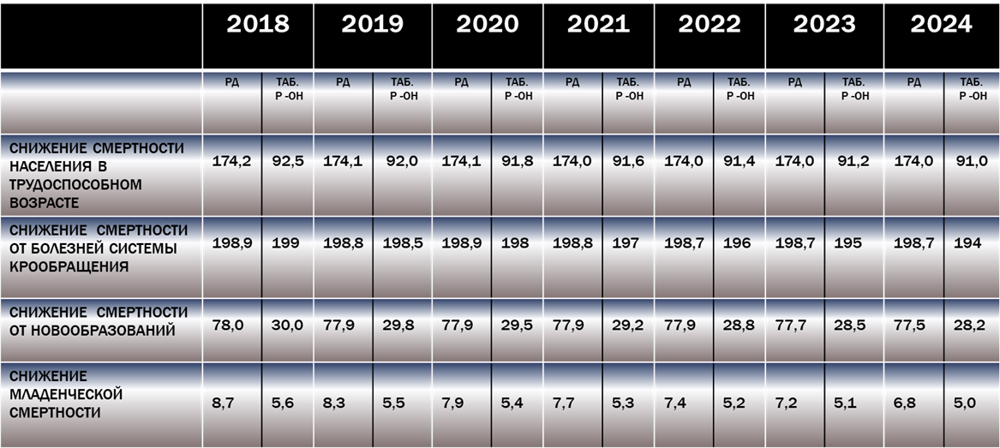 2018 2019 2020 2021 2022 2023 2024
РД ТАБ. РД ТАБ. РД ТАБ. РД ТАБ. РД ТАБ. РД ТАБ. РД ТАБ.
Р -ОН Р -ОН Р -ОН Р -ОН Р -ОН Р -ОН Р -ОН
СНИЖЕНИЕ СМЕРТНОСТИ
НАСЕЛЕНИЯ В
ТРУДОСПОСОБНОМ
ВОЗРАСТЕ
174,2 92,5 174,1 92,0 174,1 91,8 174,0 91,6 174,0 91,4 174,0 91,2 174,0 91,0
СНИЖЕНИЕ СМЕРТНОСТИ
ОТ БОЛЕЗНЕЙ СИСТЕМЫ
КРООБРАЩЕНИЯ
198,9 199 198,8 198,5 198,9 198 198,8 197 198,7 196 198,7 195 198,7 194
СНИЖЕНИЕ СМЕРТНОСТИ
ОТ НОВООБРАЗОВАНИЙ
78,0 30,0 77,9 29,8 77,9 29,5 77,9 29,2 77,9 28,8 77,7 28,5 77,5 28,2
СНИЖЕНИЕ
МЛАДЕНЧЕСКОЙ
СМЕРТНОСТИ
8,7 5,6 8,3 5,5 7,9 5,4 7,7 5,3 7,4 5,2 7,2 5,1 6,8 5,0